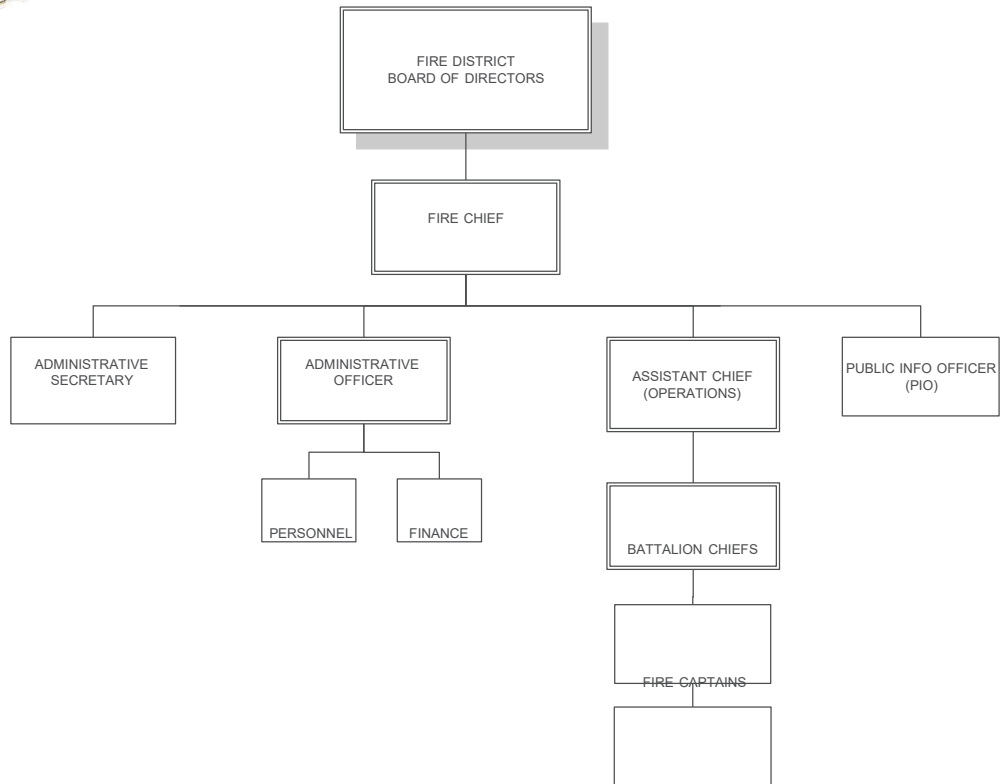 FIRE DISTRICT
BOARD OF DIRECTORS
FIRE CHIEF
ADMINISTRATIVE
SECRETARY
ADMINISTRATIVE
OFFICER
ASSISTANT CHIEF
(OPERATIONS)
PUBLIC INFO OFFICER
(PIO)
PERSONNEL
FINANCE
BATTALION CHIEFS
FIRE CAPTAINS